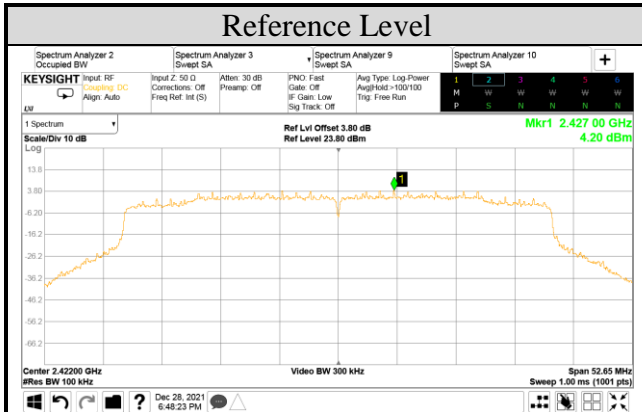 Reference Level
Spectrum Analyzer 2 Occupied BW
Spectrum Analyzer 3 Swept SA
Spectrum Analyzer 9 Swept SA
Spectrum Analyzer 10 Swept SA
+
KEYSIGHT
Input: RF
Coupling: DC
Align: Auto
Input Z: 50 Ω
Corrections: Off
Freq Ref: Int (S)
Atten: 30 dB
Preamp: Off
PNO: Fast
Gate: Off
IF Gain: Low
Sig Track: Off
Avg Type: Log-Power
Avg|Hold:>100/100
Trig: Free Run
1 2 3 4 5 6
M W W W W W
P S N N N N
LXI
1 Spectrum
Scale/Div 10 dB
Ref Lvl Offset 3.80 dB
Ref Level 23.80 dBm
Mkr1 2.427 00 GHz
4.20 dBm
Log
1
13.8
3.80
-6.20
-16.2
-26.2
-36.2
-46.2
-56.2
-66.2
Center 2.42200 GHz
#Res BW 100 kHz
Video BW 300 kHz
Span 52.65 MHz
Sweep 1.00 ms (1001 pts)
?
Dec 28, 2021
6:48:23 PM